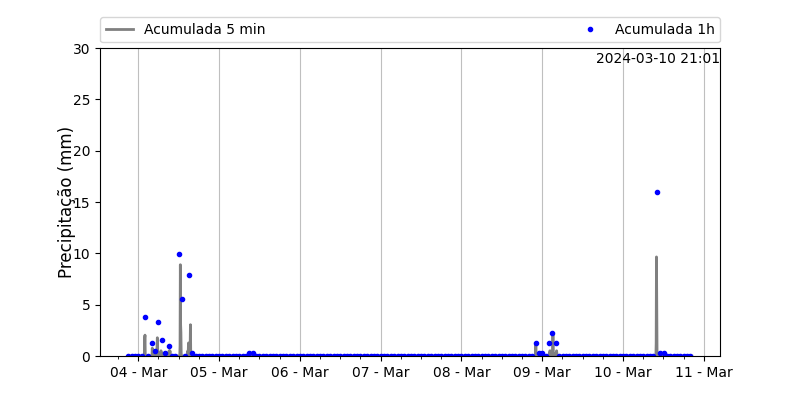 Acumulada 5 min
Acumulada 1h
2024-03-10 21:01
Precipitação (mm)
30
25
20
15
10
5
0
04 - Mar
05 - Mar
06 - Mar
07 - Mar
08 - Mar
09 - Mar
10 - Mar
11 - Mar